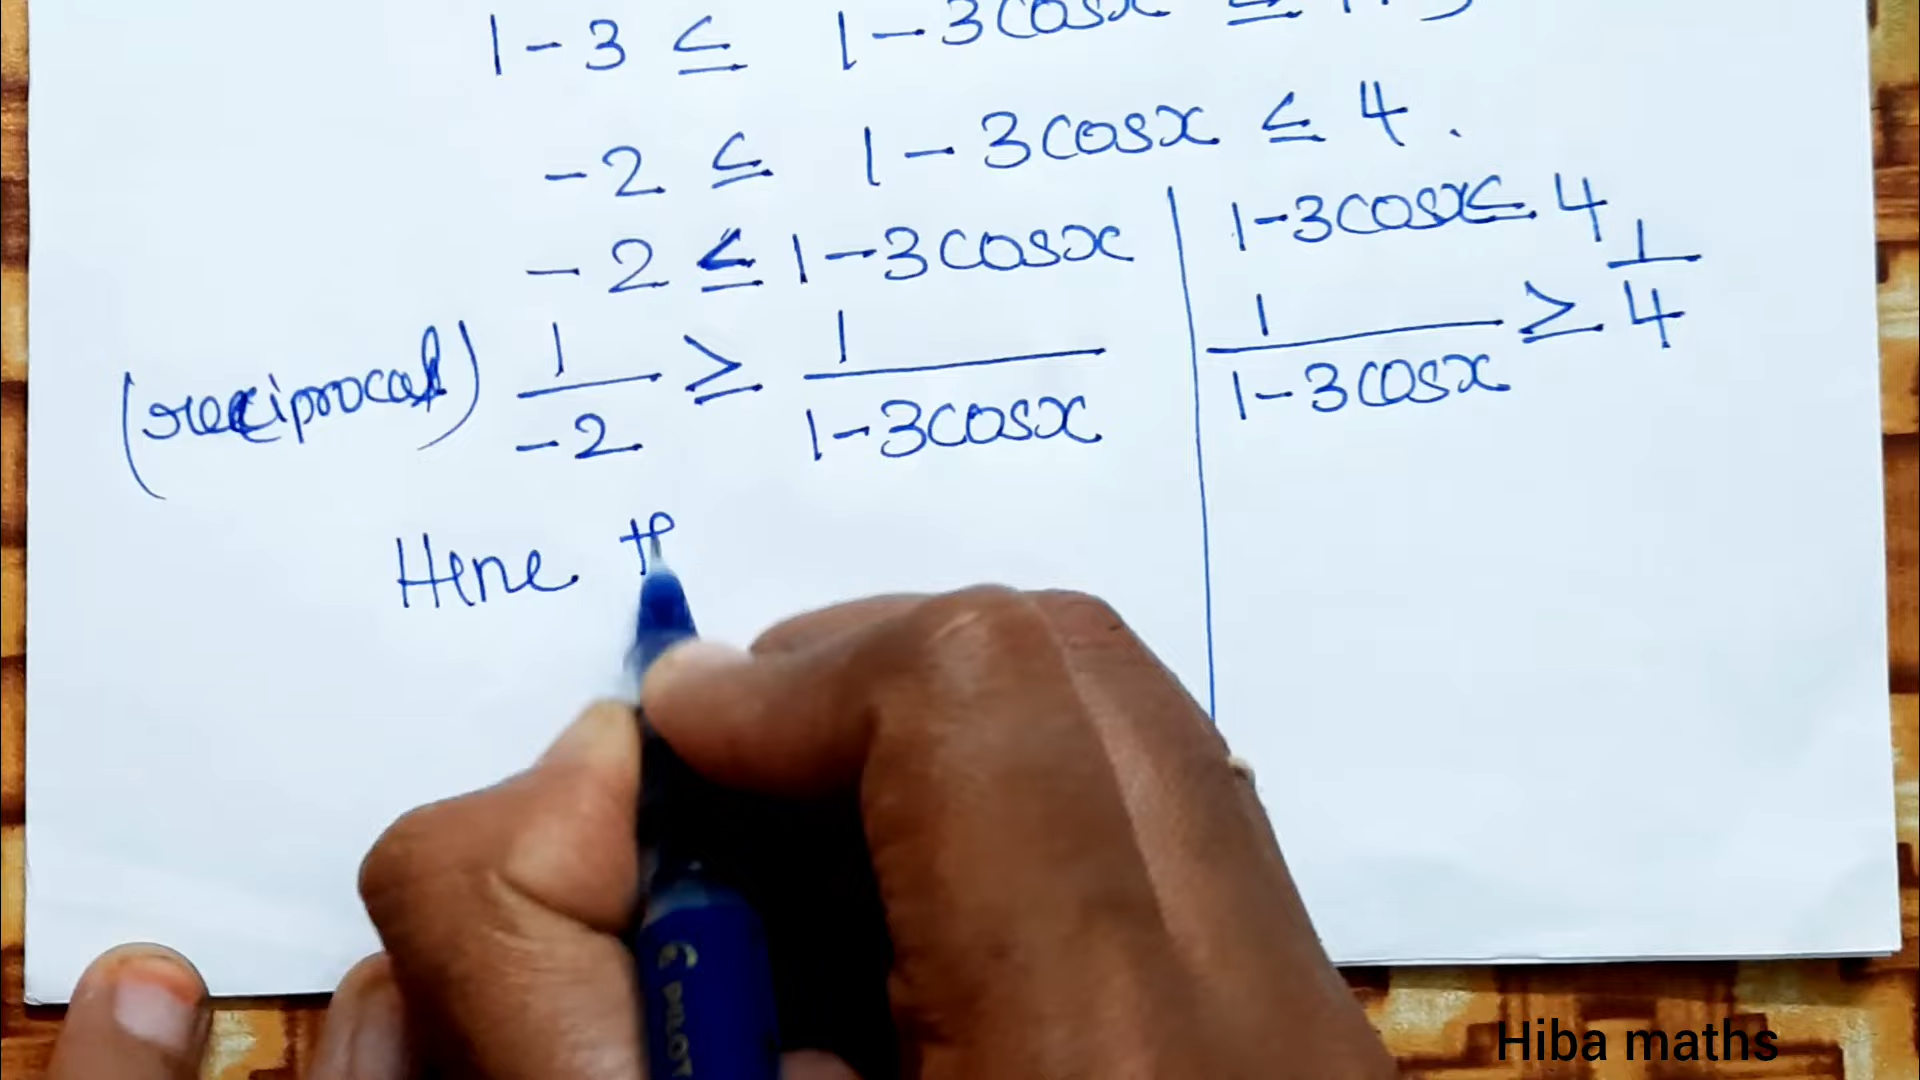 1 - 3 ≤ 1 - 3cosx ≤
-2 ≤ 1 - 3cosx ≤ 4.
-2 ≤ 1 - 3cosx | 1 - 3cosx ≤ 4
(reciprocal) 1/-2 ≥ 1/(1 - 3cosx) | 1/(1 - 3cosx) ≥ 1/4
PILOT
Hiba maths